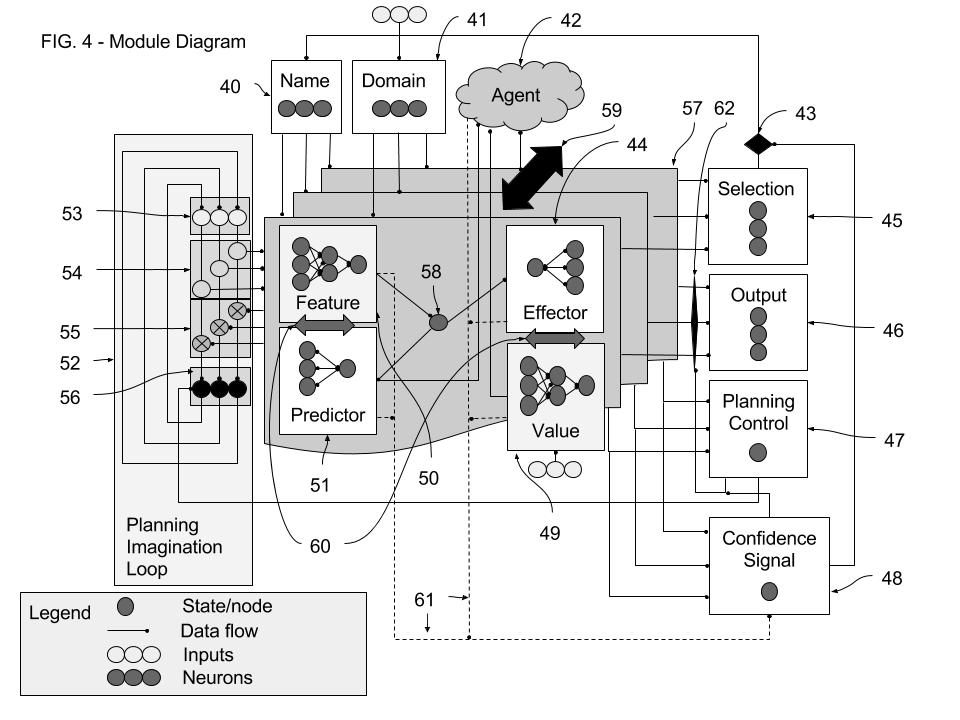 FIG. 4 - Module Diagram
41
42
40
Name
Domain
Agent
59
57
62
43
44
Selection
45
53
54
55
52
56
Feature
58
Effector
Output
46
Predictor
51
50
Value
49
Planning
Control
47
Planning
Imagination
Loop
60
Confidence
Signal
48
61
Legend
State/node
Data flow
Inputs
Neurons